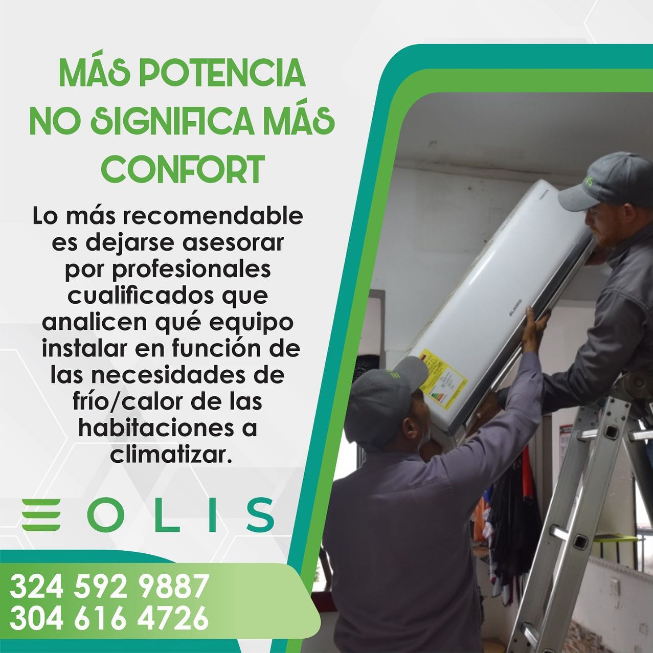 MÁS POTENCIA
NO SIGNIFICA MÁS
CONFORT
Lo más recomendable
es dejarse asesorar
por profesionales
cualificados que
analicen qué equipo
instalar en función de
las necesidades de
frío/calor de las
habitaciones a
climatizar.
EOLIS
324 592 9887
304 616 4726